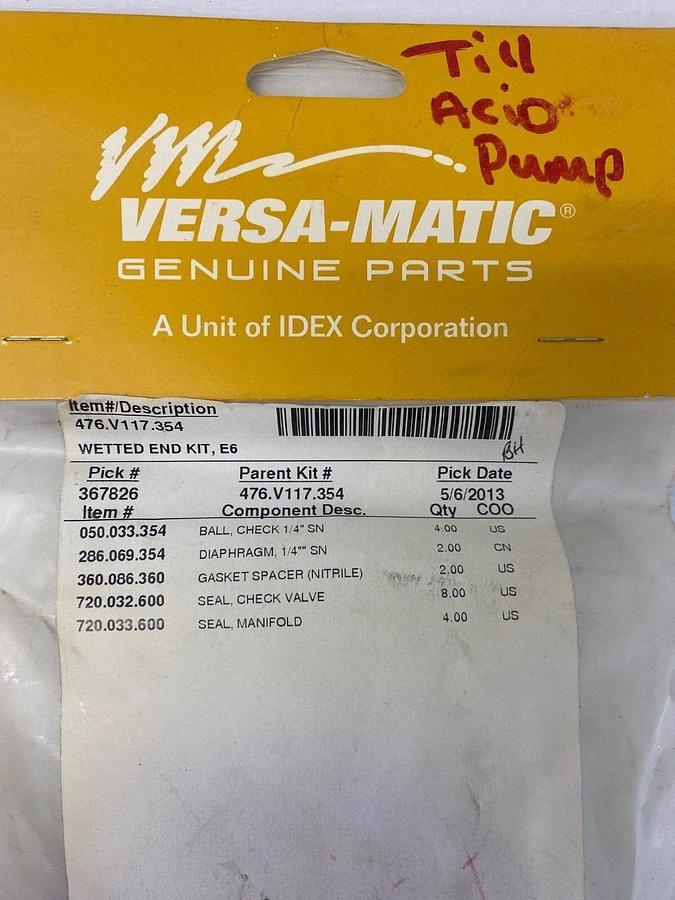 Till
Acid
Pump
VM
VERSA-MATIC®
GENUINE PARTS
A Unit of IDEX Corporation
Item#/Description
476.V117.354
WETTED END KIT, E6
BH
Pick # Parent Kit # Pick Date
367826 476.V117.354 5/6/2013
Item # Component Desc. Qty COO
050.033.354 BALL, CHECK 1/4" SN 4.00 US
286.069.354 DIAPHRAGM, 1/4"" SN 2.00 CN
360.086.360 GASKET SPACER (NITRILE) 2.00 US
720.032.600 SEAL, CHECK VALVE 8.00 US
720.033.600 SEAL, MANIFOLD 4.00 US